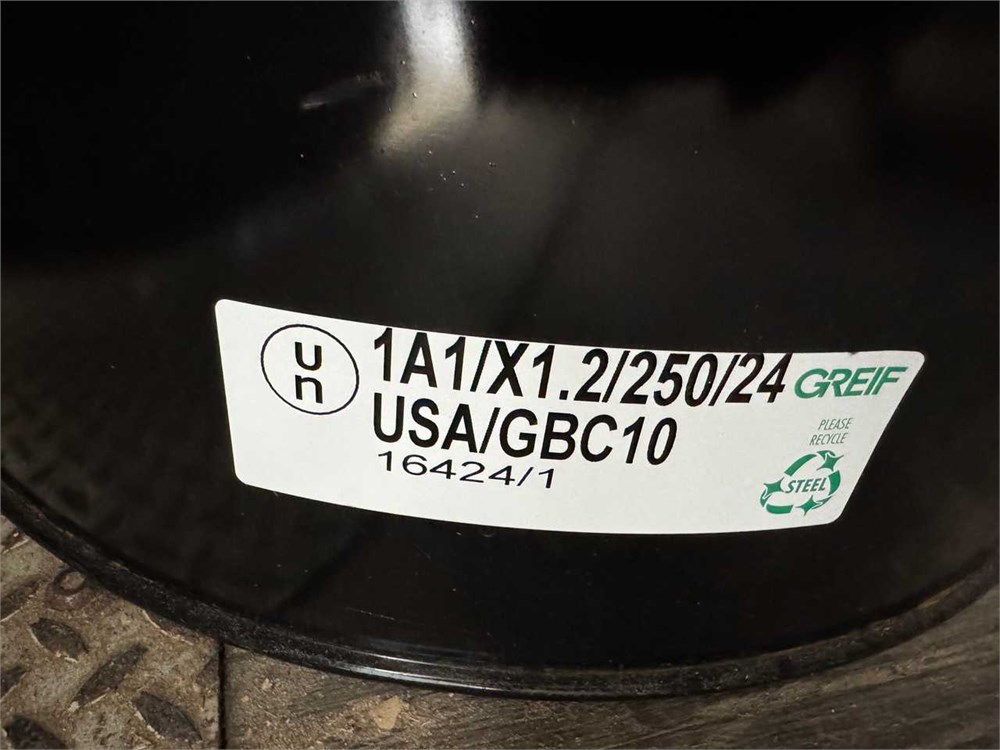 un
1A1/X1.2/250/24
USA/GBC10
16424/1
GREIF
PLEASE
RECYCLE
STEEL